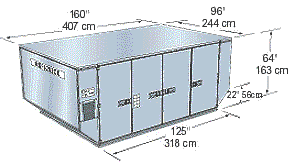 160"
407 cm
96'
244 cm
64'
163 cm
22' 56cm
125"
318 cm